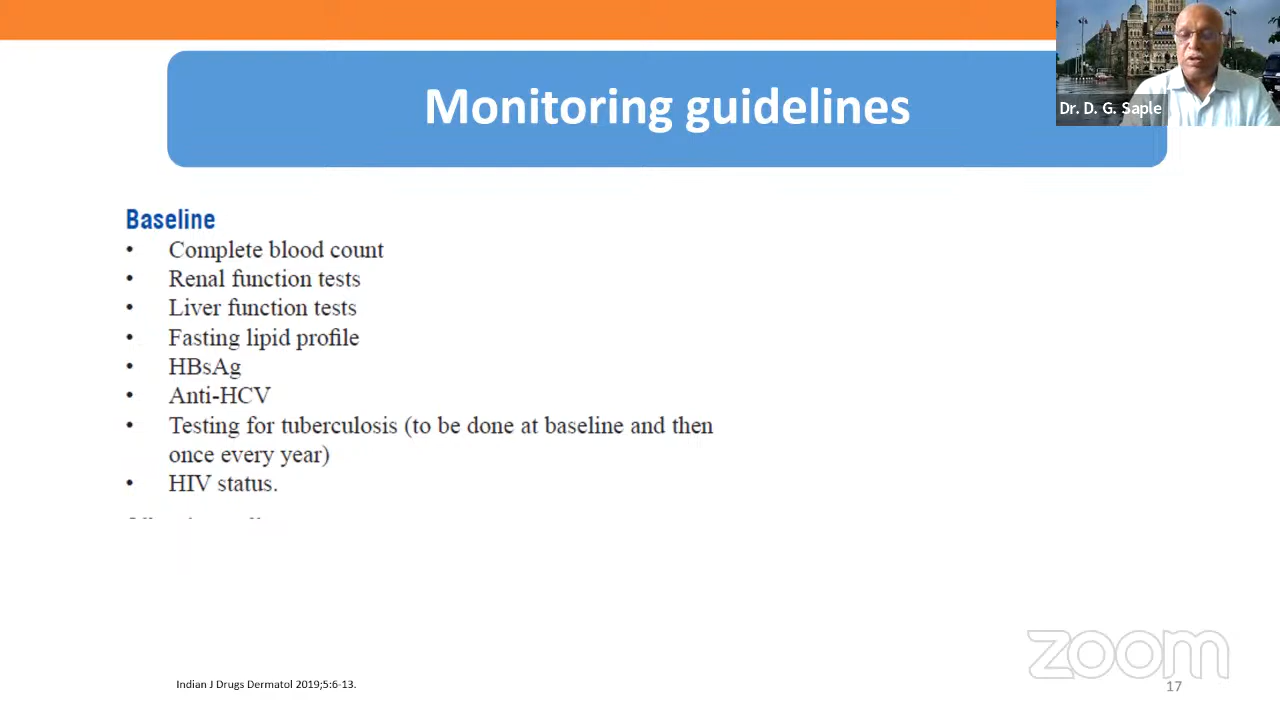 Monitoring guidelines
Dr. D. G. Saple
Baseline
• Complete blood count
• Renal function tests
• Liver function tests
• Fasting lipid profile
• HBsAg
• Anti-HCV
• Testing for tuberculosis (to be done at baseline and then
once every year)
• HIV status.
zoom
Indian J Drugs Dermatol 2019;5:6-13.
17